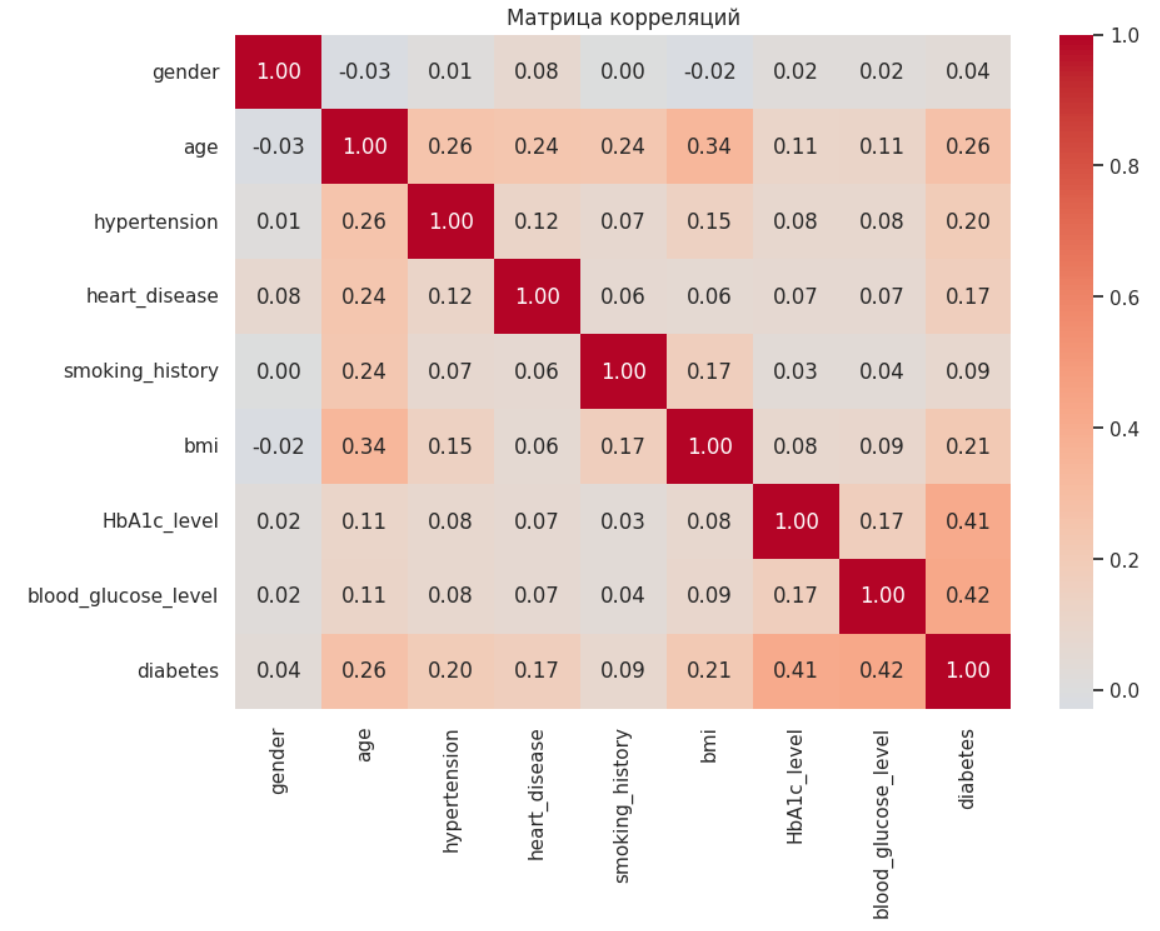 Матрица корреляций
gender 1.00 -0.03 0.01 0.08 0.00 -0.02 0.02 0.02 0.04
age -0.03 1.00 0.26 0.24 0.24 0.34 0.11 0.11 0.26
hypertension 0.01 0.26 1.00 0.12 0.07 0.15 0.08 0.08 0.20
heart_disease 0.08 0.24 0.12 1.00 0.06 0.06 0.07 0.07 0.17
smoking_history 0.00 0.24 0.07 0.06 1.00 0.17 0.03 0.04 0.09
bmi -0.02 0.34 0.15 0.06 0.17 1.00 0.08 0.09 0.21
HbA1c_level 0.02 0.11 0.08 0.07 0.03 0.08 1.00 0.17 0.41
blood_glucose_level 0.02 0.11 0.08 0.07 0.04 0.09 0.17 1.00 0.42
diabetes 0.04 0.26 0.20 0.17 0.09 0.21 0.41 0.42 1.00
gender
age
hypertension
heart_disease
smoking_history
bmi
HbA1c_level
blood_glucose_level
diabetes
1.0
0.8
0.6
0.4
0.2
0.0